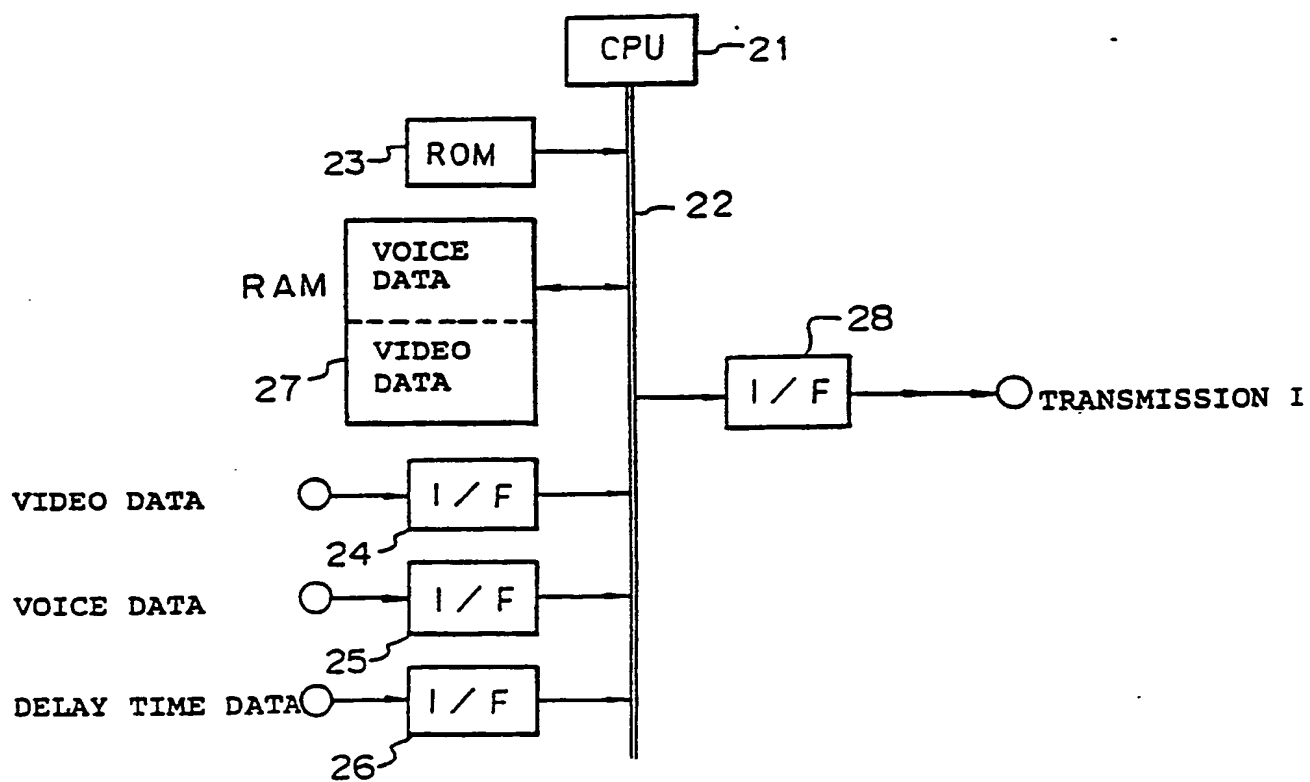 CPU
21
23
ROM
22
VOICE
DATA
RAM
27
VIDEO
DATA
28
I/F
TRANSMISSION I
VIDEO DATA
I/F
24
VOICE DATA
I/F
25
DELAY TIME DATA
I/F
26